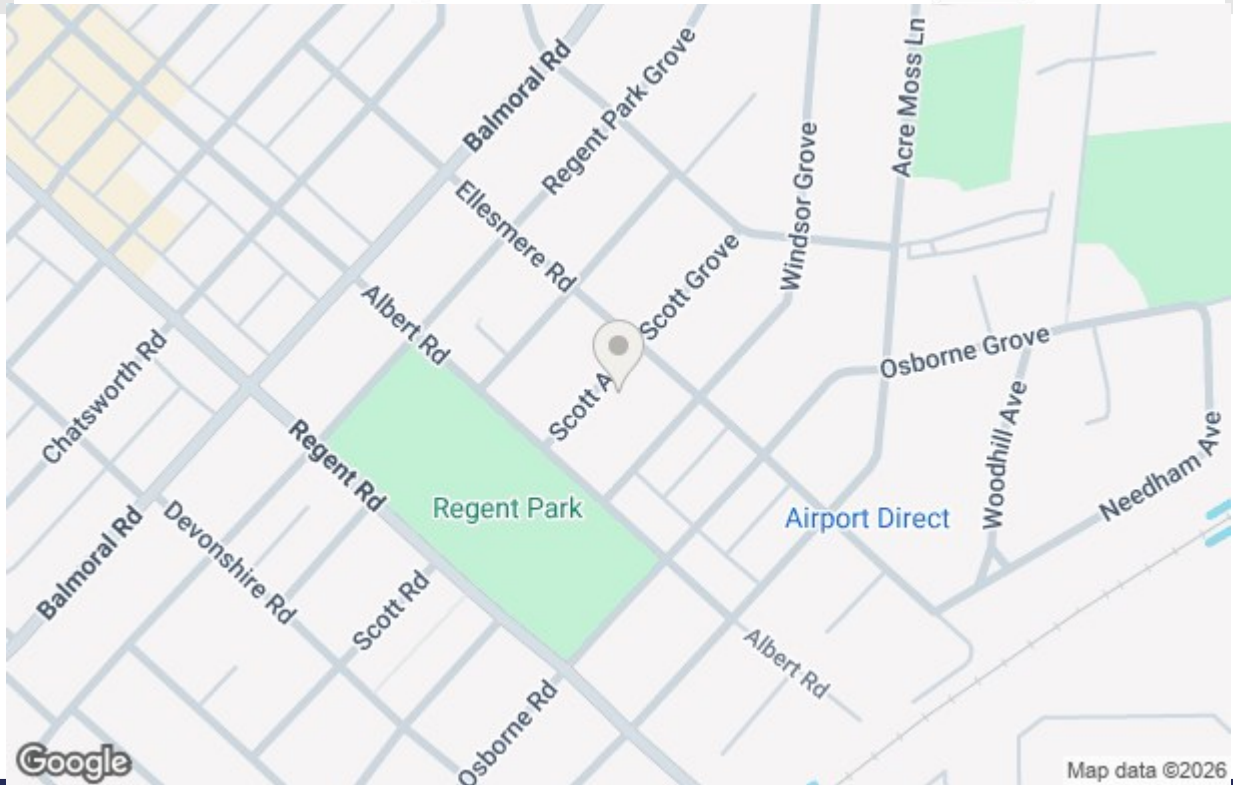 Balmoral Rd
Regent Park Grove
Acre Moss Ln
Windsor Grove
Ellesmere Rd
Scott Grove
Albert Rd
Chatsworth Rd
Scott A
Osborne Grove
Regent Rd
Woodhill Ave
Needham Ave
Regent Park
Airport Direct
Devonshire Rd
Balmoral Rd
Scott Rd
Albert Rd
Osborne Rd
Google
Map data ©2026